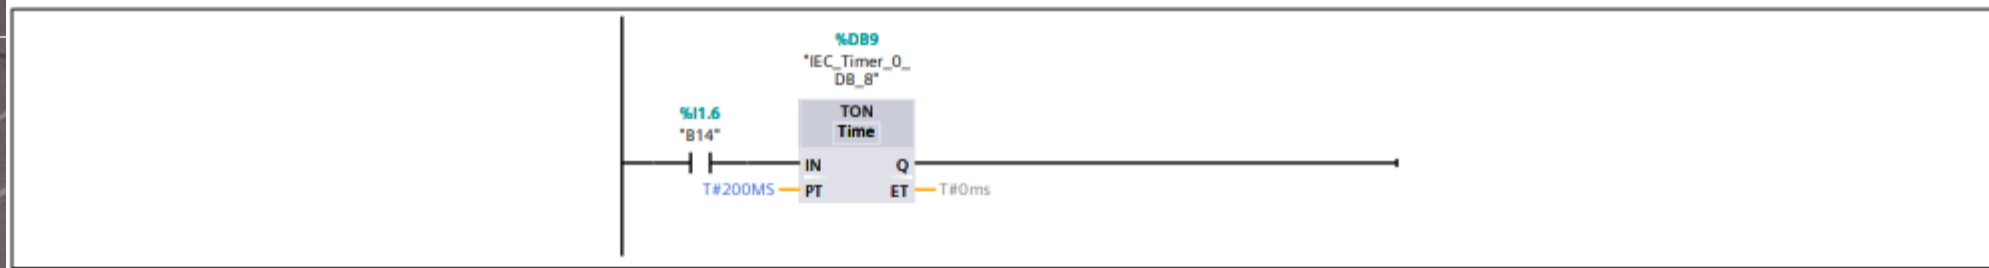 %DB9
"IEC_Timer_0_
DB_8"
%I1.6
"B14"
TON
Time
IN Q
T#200MS PT ET T#0ms